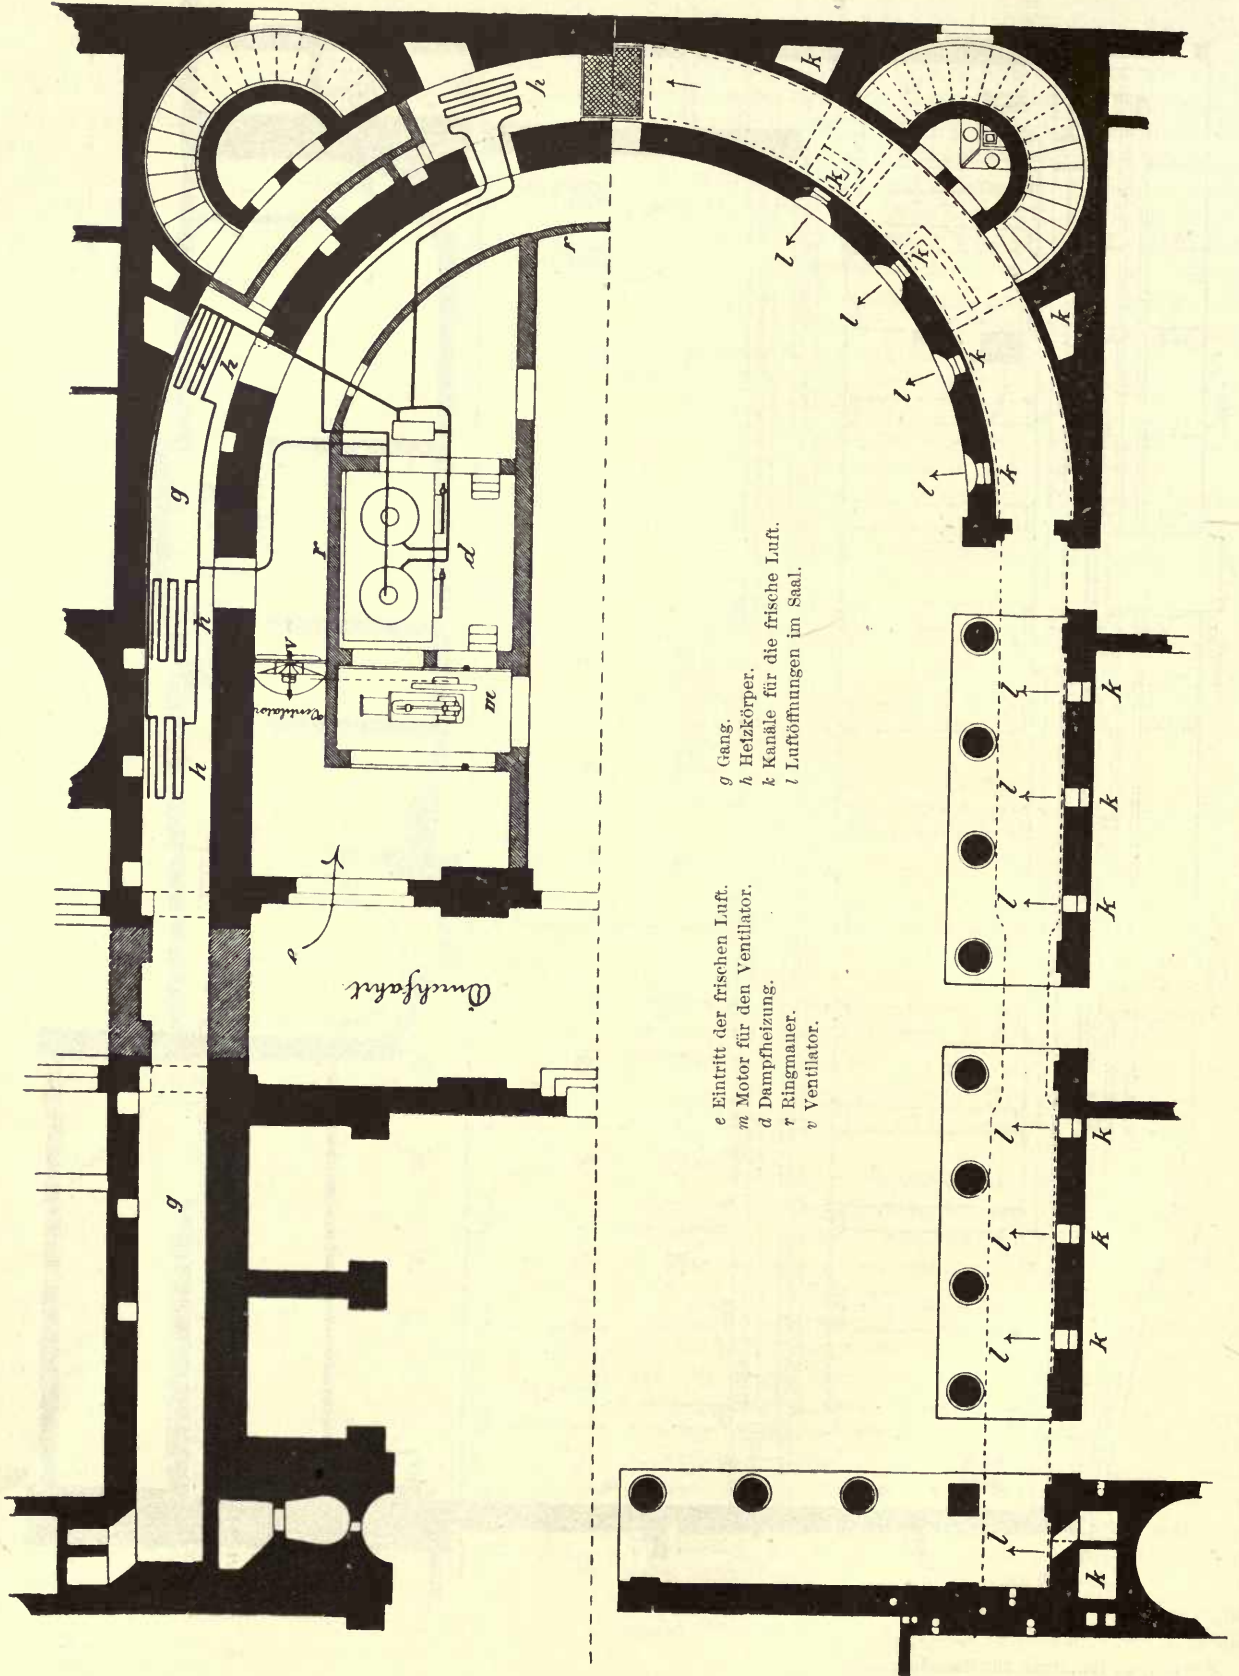 e Eintritt der frischen Luft.
m Motor für den Ventilator.
d Dampfheizung.
r Ringmauer.
v Ventilator.
g Gang.
h Heizkörper.
k Kanäle für die frische Luft.
l Luftöffnungen im Saal.
Durchfahrt
Ventilator
e
g
g
h
h
h
h
r
r
d
m
v
k
k
k
k
k
k
k
k
k
k
k
k
k
l
l
l
l
l
l
l
l
l
l
l